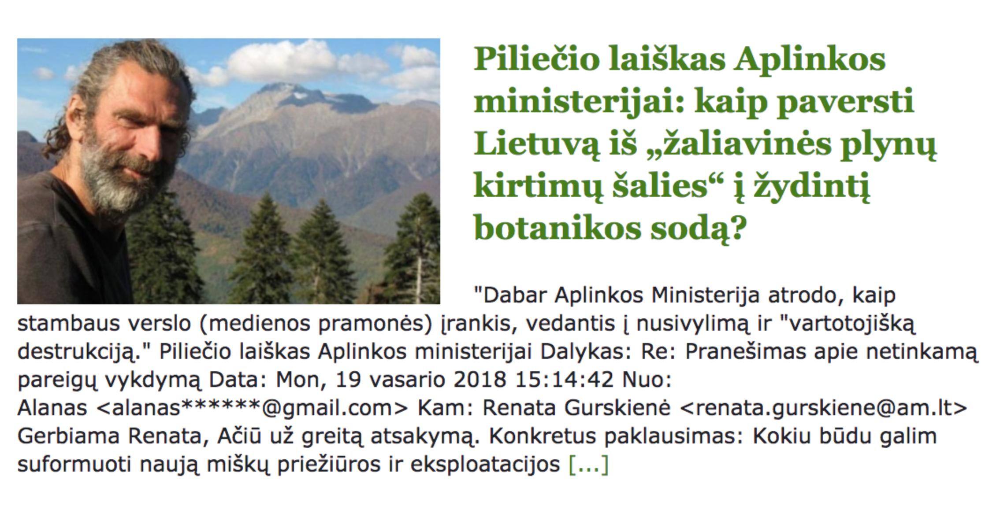 Piliečio laiškas Aplinkos
ministerijai: kaip paversti
Lietuvą iš „žaliavinės plynų
kirtimų šalies“ į žydintį
botanikos sodą?
"Dabar Aplinkos Ministerija atrodo, kaip
stambaus verslo (medienos pramonės) įrankis, vedantis į nusivylimą ir "vartotojišką
destrukciją." Piliečio laiškas Aplinkos ministerijai Dalykas: Re: Pranešimas apie netinkamą
pareigų vykdymą Data: Mon, 19 vasario 2018 15:14:42 Nuo:
Alanas <alanas******@gmail.com> Kam: Renata Gurskienė <renata.gurskiene@am.lt>
Gerbiama Renata, Ačiū už greitą atsakymą. Konkretus paklausimas: Kokiu būdu galim
suformuoti naują miškų priežiūros ir eksploatacijos [...]